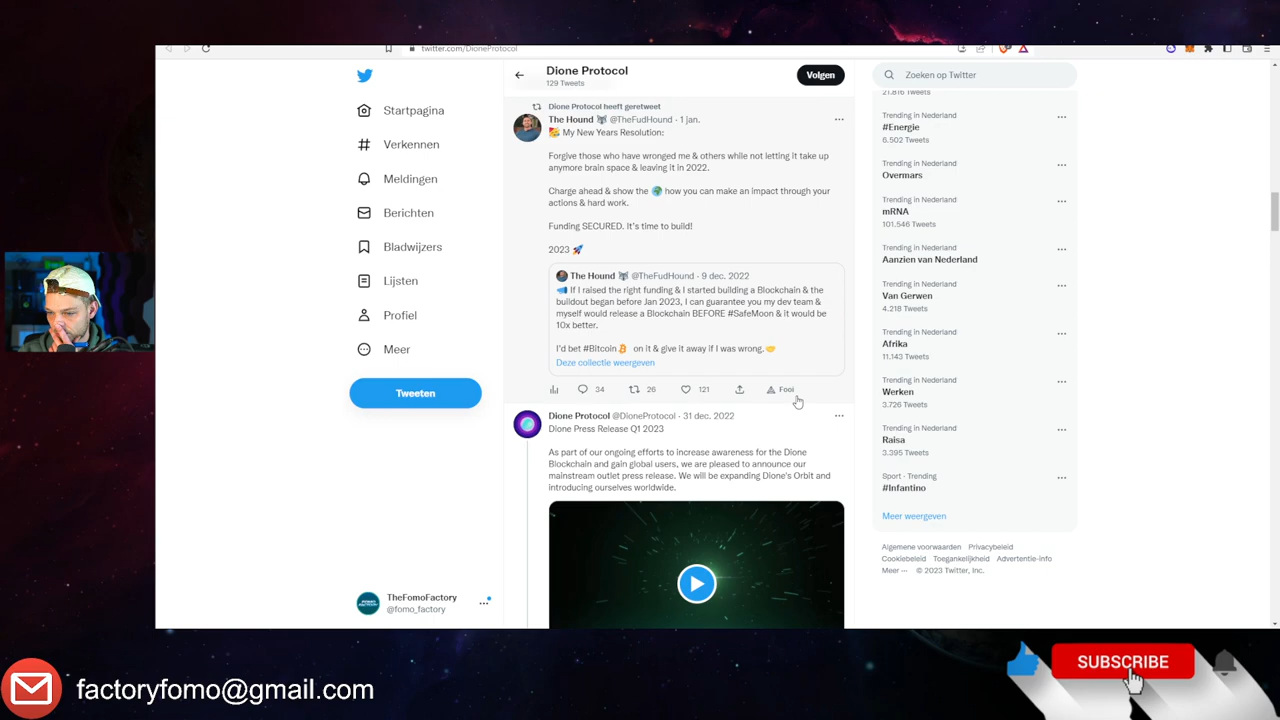 twitter.com/DioneProtocol
Dione Protocol
129 Tweets
Volgen
Zoeken op Twitter
Startpagina
Verkennen
Meldingen
Berichten
Bladwijzers
Lijsten
Profiel
Meer
Tweeten
TheFomoFactory
@fomo_factory
Dione Protocol heeft geretweet
The Hound @TheFudHound · 1 jan.
My New Years Resolution:
Forgive those who have wronged me & others while not letting it take up
anymore brain space & leaving it in 2022.
Charge ahead & show the 🌍 how you can make an impact through your
actions & hard work.
Funding SECURED. It's time to build!
2023 🚀
The Hound @TheFudHound · 9 dec. 2022
📣 If I raised the right funding & I started building a Blockchain & the
buildout began before Jan 2023, I can guarantee you my dev team &
myself would release a Blockchain BEFORE #SafeMoon & it would be
10x better.
I'd bet #Bitcoin on it & give it away if I was wrong.🤝
Deze collectie weergeven
34 26 121 Fooi
Dione Protocol @DioneProtocol · 31 dec. 2022
Dione Press Release Q1 2023
As part of our ongoing efforts to increase awareness for the Dione
Blockchain and gain global users, we are pleased to announce our
mainstream outlet press release. We will be expanding Dione's Orbit and
introducing ourselves worldwide.
21.816 Tweets
Trending in Nederland
#Energie
6.502 Tweets
Trending in Nederland
Overmars
Trending in Nederland
mRNA
101.546 Tweets
Trending in Nederland
Aanzien van Nederland
Trending in Nederland
Van Gerwen
4.218 Tweets
Trending in Nederland
Afrika
11.143 Tweets
Trending in Nederland
Werken
3.726 Tweets
Trending in Nederland
Raisa
3.395 Tweets
Sport · Trending
#Infantino
Meer weergeven
Algemene voorwaarden Privacybeleid
Cookiebeleid Toegankelijkheid Advertentie-info
Meer ··· © 2023 Twitter, Inc.
factoryfomo@gmail.com
SUBSCRIBE